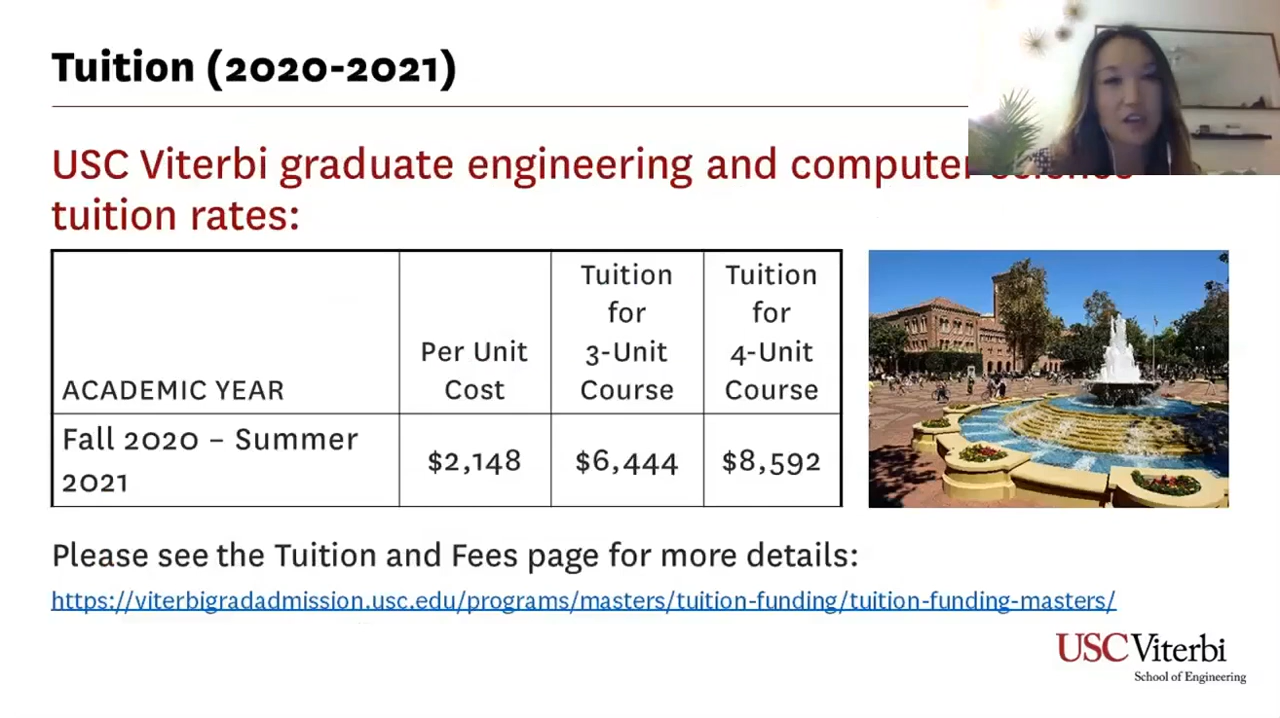 Tuition (2020-2021)
USC Viterbi graduate engineering and computer science
tuition rates:
ACADEMIC YEAR
Per Unit
Cost
Tuition
for
3-Unit
Course
Tuition
for
4-Unit
Course
Fall 2020 – Summer
2021
$2,148
$6,444
$8,592
Please see the Tuition and Fees page for more details:
https://viterbigradadmission.usc.edu/programs/masters/tuition-funding/tuition-funding-masters/
USC Viterbi
School of Engineering